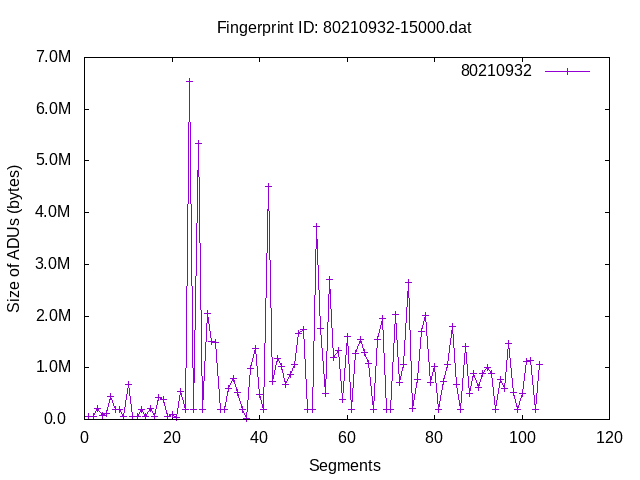 Fingerprint ID: 80210932-15000.dat
80210932
7.0M
6.0M
5.0M
4.0M
3.0M
2.0M
1.0M
0.0
Size of ADUs (bytes)
0 20 40 60 80 100 120
Segments